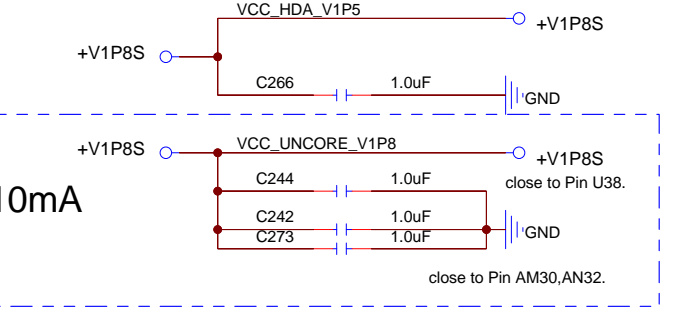 VCC_HDA_V1P5
+V1P8S
+V1P8S
C266 1.0uF
GND
+V1P8S
VCC_UNCORE_V1P8
+V1P8S
C244 1.0uF
close to Pin U38.
10mA
C242 1.0uF
GND
C273 1.0uF
close to Pin AM30,AN32.